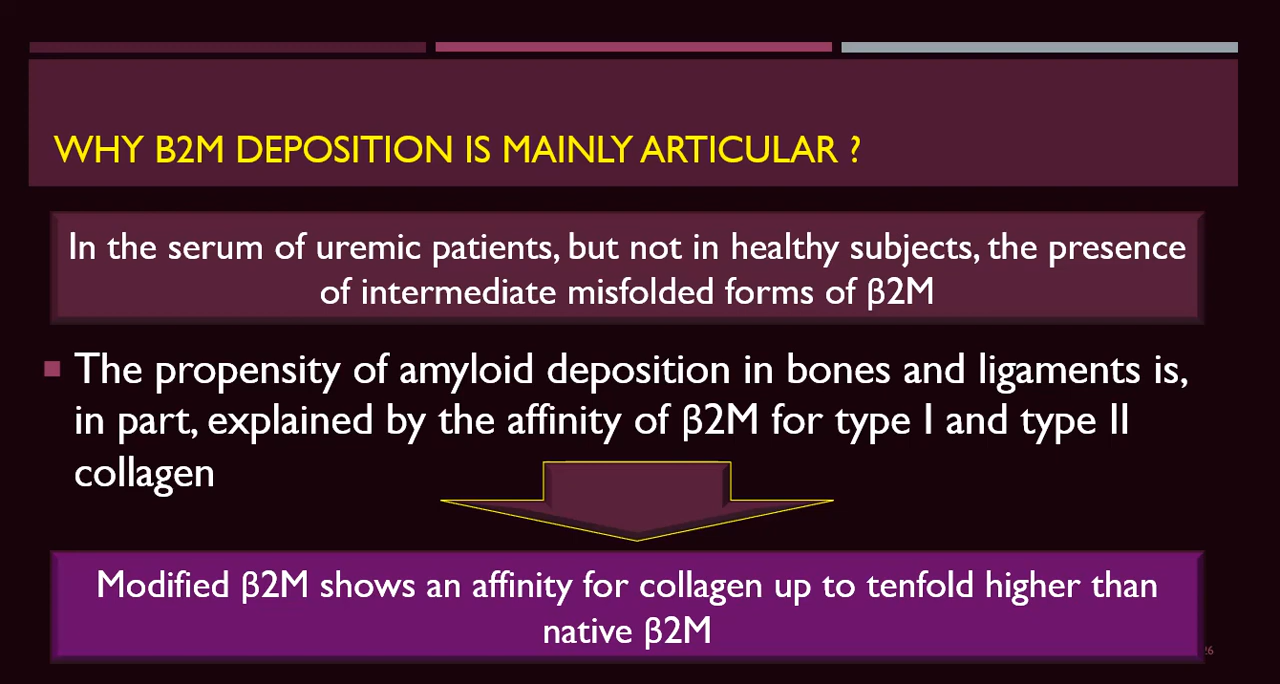 WHY B2M DEPOSITION IS MAINLY ARTICULAR ?
In the serum of uremic patients, but not in healthy subjects, the presence
of intermediate misfolded forms of β2M
The propensity of amyloid deposition in bones and ligaments is,
in part, explained by the affinity of β2M for type I and type II
collagen
Modified β2M shows an affinity for collagen up to tenfold higher than
native β2M
26